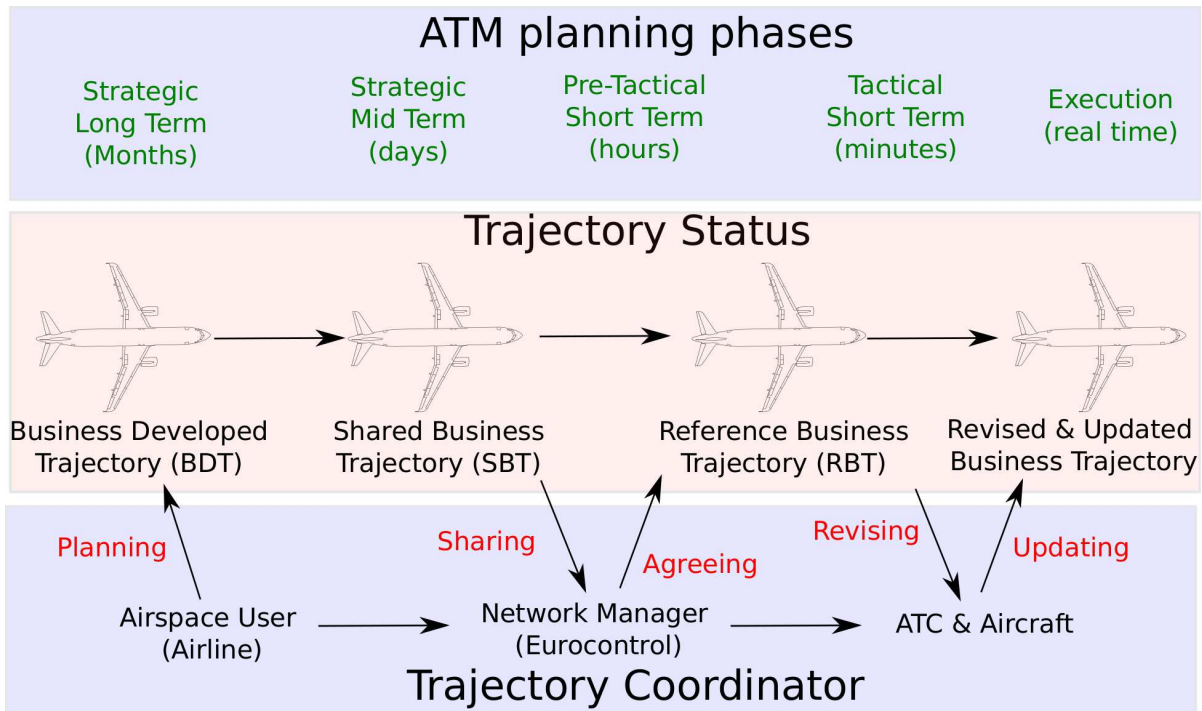 ATM planning phases
Strategic
Long Term
(Months)
Strategic
Mid Term
(days)
Pre-Tactical
Short Term
(hours)
Tactical
Short Term
(minutes)
Execution
(real time)
Trajectory Status
Business Developed
Trajectory (BDT)
Shared Business
Trajectory (SBT)
Reference Business
Trajectory (RBT)
Revised & Updated
Business Trajectory
Planning
Sharing
Agreeing
Revising
Updating
Airspace User
(Airline)
Network Manager
(Eurocontrol)
ATC & Aircraft
Trajectory Coordinator